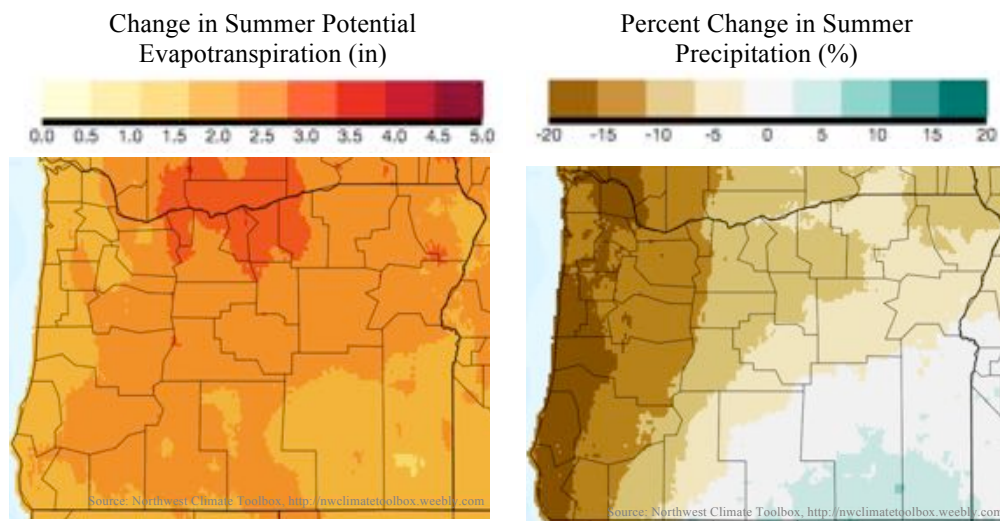 Change in Summer Potential
Evapotranspiration (in)
0.0 0.5 1.0 1.5 2.0 2.5 3.0 3.5 4.0 4.5 5.0
Source: Northwest Climate Toolbox, http://nwclimatetoolbox.weebly.com
Percent Change in Summer
Precipitation (%)
-20 -15 -10 -5 0 5 10 15 20
Source: Northwest Climate Toolbox, http://nwclimatetoolbox.weebly.com